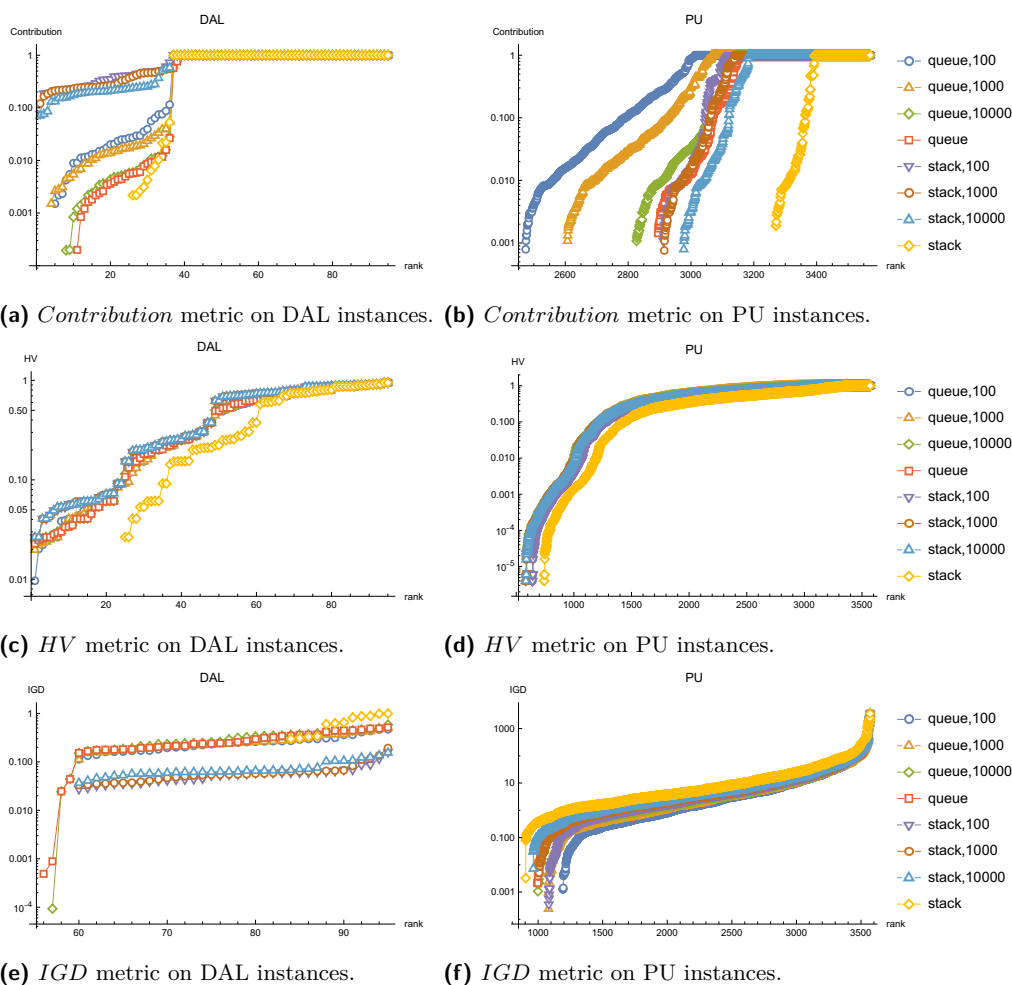 DAL
Contribution
1
0.100
0.010
0.001
20 40 60 80
rank
PU
Contribution
1
0.100
0.010
0.001
2600 2800 3000 3200 3400
rank
queue,100
queue,1000
queue,10000
queue
stack,100
stack,1000
stack,10000
stack
(a) Contribution metric on DAL instances. (b) Contribution metric on PU instances.
DAL
HV
1
0.50
0.10
0.05
0.01
20 40 60 80
rank
PU
HV
1
0.100
0.010
0.001
10⁻⁴
10⁻⁵
1000 1500 2000 2500 3000 3500
rank
queue,100
queue,1000
queue,10000
queue
stack,100
stack,1000
stack,10000
stack
(c) HV metric on DAL instances. (d) HV metric on PU instances.
DAL
IGD
1
0.100
0.010
0.001
10⁻⁴
60 70 80 90
rank
PU
IGD
1000
10
0.100
0.001
1000 1500 2000 2500 3000 3500
rank
queue,100
queue,1000
queue,10000
queue
stack,100
stack,1000
stack,10000
stack
(e) IGD metric on DAL instances. (f) IGD metric on PU instances.